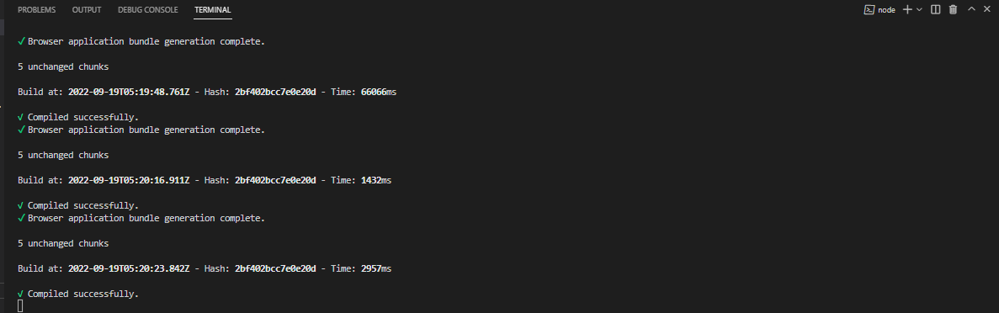 PROBLEMS OUTPUT DEBUG CONSOLE TERMINAL node
✓ Browser application bundle generation complete.
5 unchanged chunks
Build at: 2022-09-19T05:19:48.761Z - Hash: 2bf402bcc7e0e20d - Time: 66066ms
√ Compiled successfully.
✓ Browser application bundle generation complete.
5 unchanged chunks
Build at: 2022-09-19T05:20:16.911Z - Hash: 2bf402bcc7e0e20d - Time: 1432ms
√ Compiled successfully.
✓ Browser application bundle generation complete.
5 unchanged chunks
Build at: 2022-09-19T05:20:23.842Z - Hash: 2bf402bcc7e0e20d - Time: 2957ms
√ Compiled successfully.